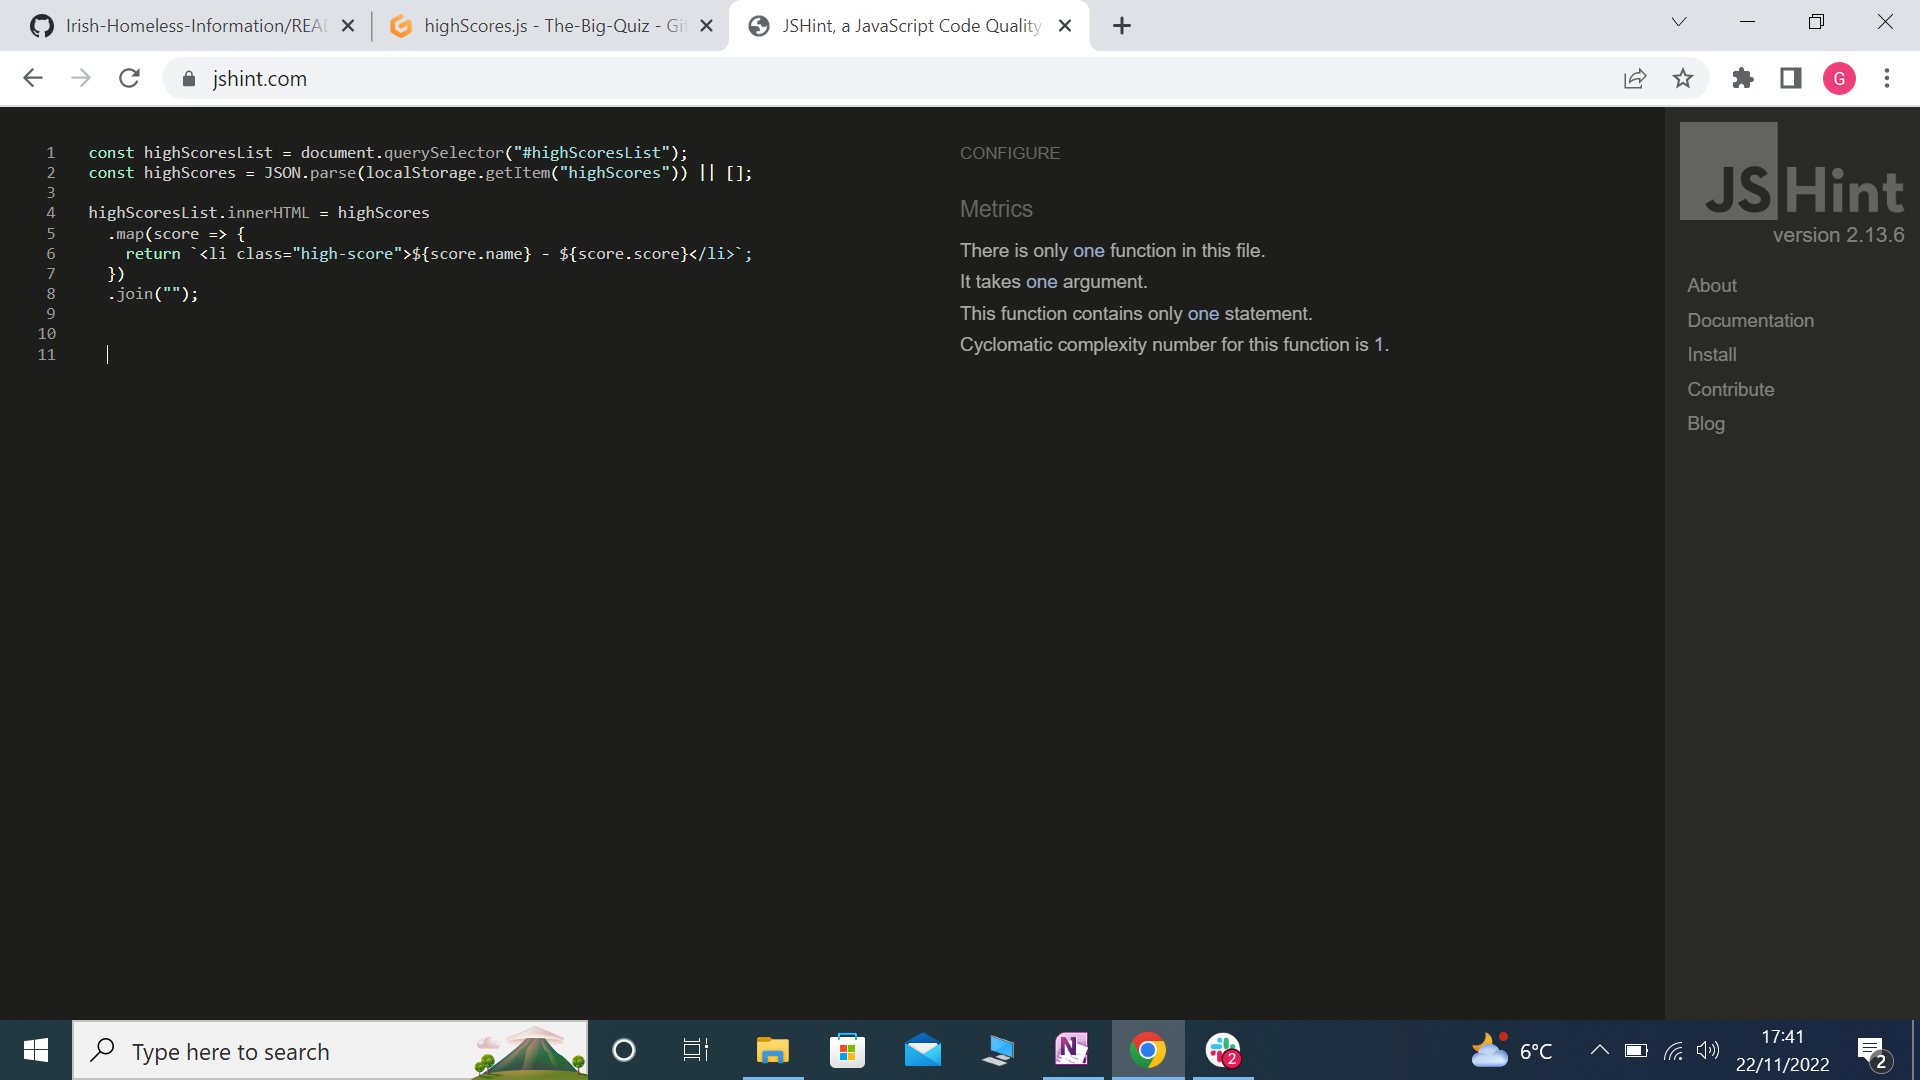 Irish-Homeless-Information/REAI
highScores.js - The-Big-Quiz - Git
JSHint, a JavaScript Code Quality
jshint.com
G
1 const highScoresList = document.querySelector("#highScoresList");
2 const highScores = JSON.parse(localStorage.getItem("highScores")) || [];
3
4 highScoresList.innerHTML = highScores
5 .map(score => {
6 return `<li class="high-score">${score.name} - ${score.score}</li>`;
7 })
8 .join("");
9
10
11
CONFIGURE
Metrics
There is only one function in this file.
It takes one argument.
This function contains only one statement.
Cyclomatic complexity number for this function is 1.
JSHint
version 2.13.6
About
Documentation
Install
Contribute
Blog
Type here to search
N
2
6°C
17:41
22/11/2022
2